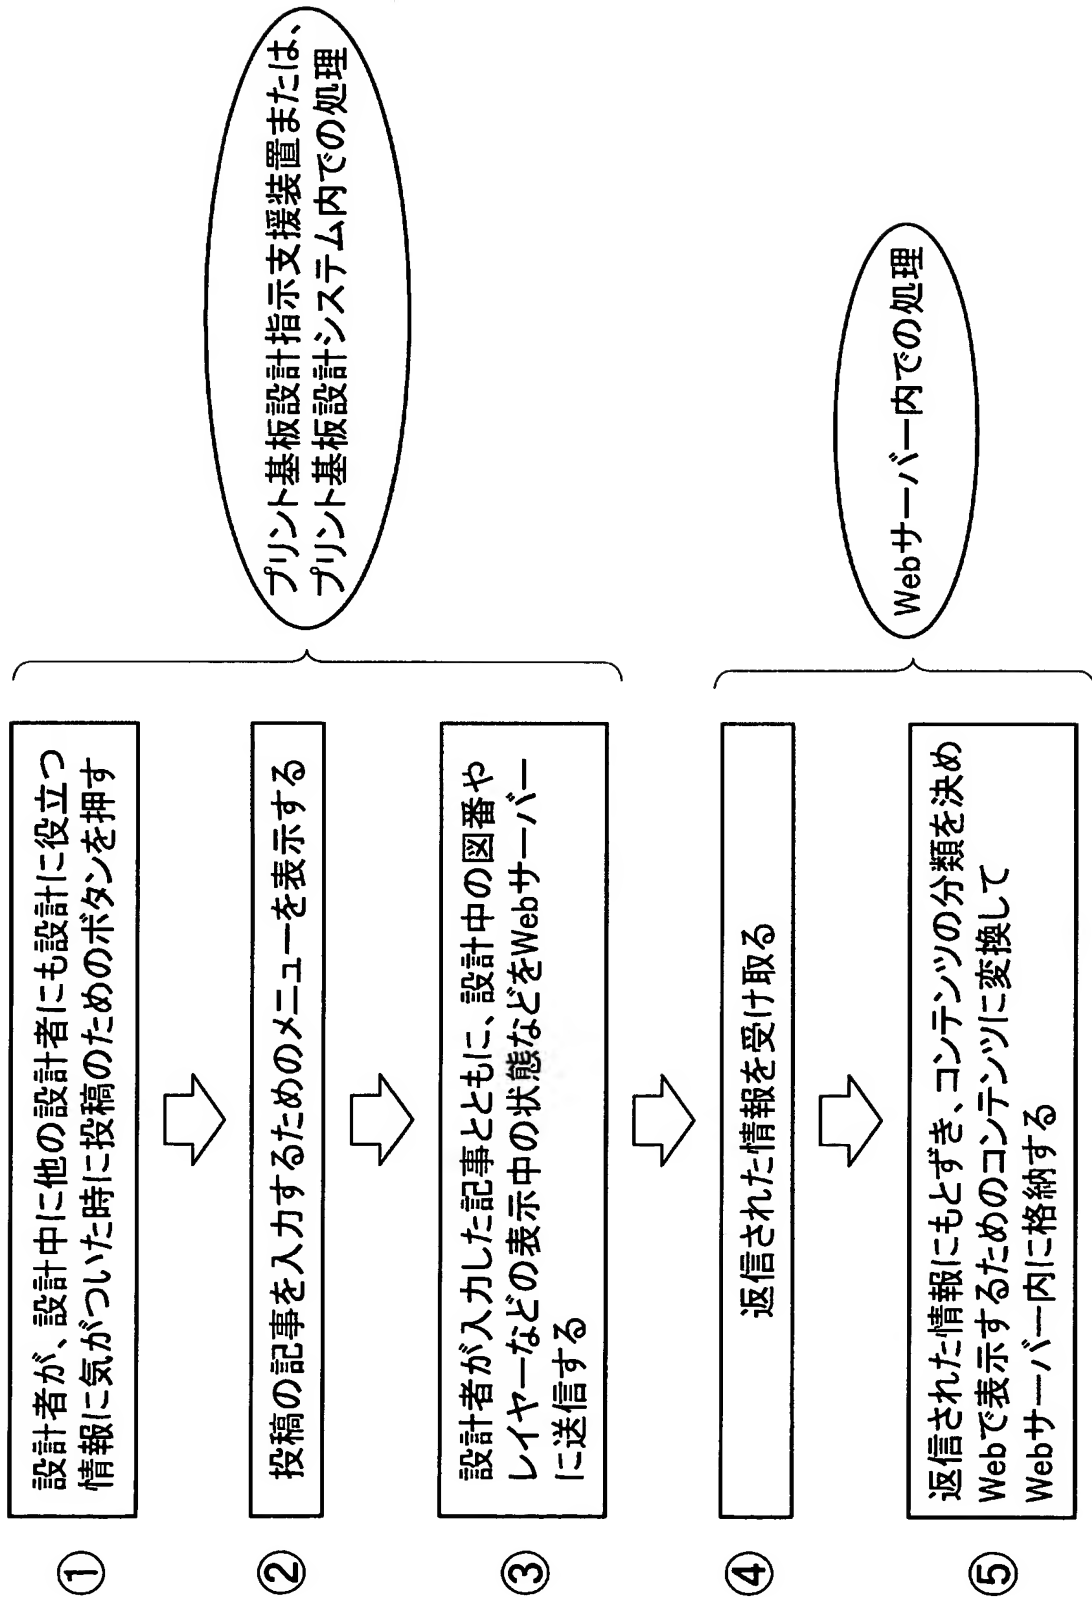 ①
設計者が、設計中に他の設計者にも設計に役立つ
情報に気がついた時に投稿のためのボタンを押す
②
投稿の記事を入力するためのメニューを表示する
③
設計者が入力した記事とともに、設計中の図番や
レイヤーなどの表示中の状態などをWebサーバー
に送信する
プリント基板設計指示支援装置または、
プリント基板設計システム内での処理
④
返信された情報を受け取る
⑤
返信された情報にもとずき、コンテンツの分類を決め
Webで表示するためのコンテンツに変換して
Webサーバー内に格納する
Webサーバー内での処理